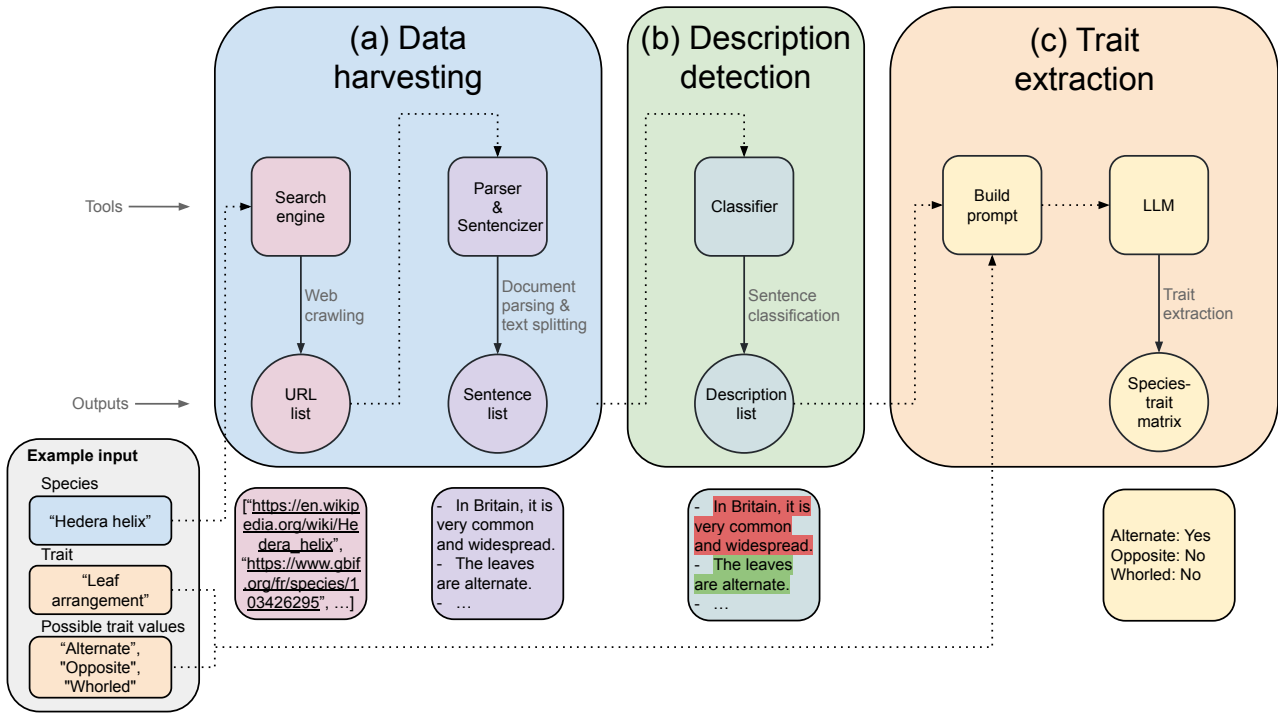 (a) Data
harvesting
(b) Description
detection
(c) Trait
extraction
Tools
Search
engine
Parser
&
Sentencizer
Classifier
Build
prompt
LLM
Web
crawling
Document
parsing &
text splitting
Sentence
classification
Trait
extraction
Outputs
URL
list
Sentence
list
Description
list
Species-
trait
matrix
Example input
Species
“Hedera helix”
Trait
“Leaf
arrangement”
Possible trait values
“Alternate”,
"Opposite",
"Whorled"
[“https://en.wiki
pedia.org/wiki/He
dera_helix”,
“https://www.gbif
.org/fr/species/1
03426295”, …]
- In Britain, it is
very common
and widespread.
- The leaves
are alternate.
- …
- In Britain, it is
very common
and widespread.
- The leaves
are alternate.
- …
Alternate: Yes
Opposite: No
Whorled: No